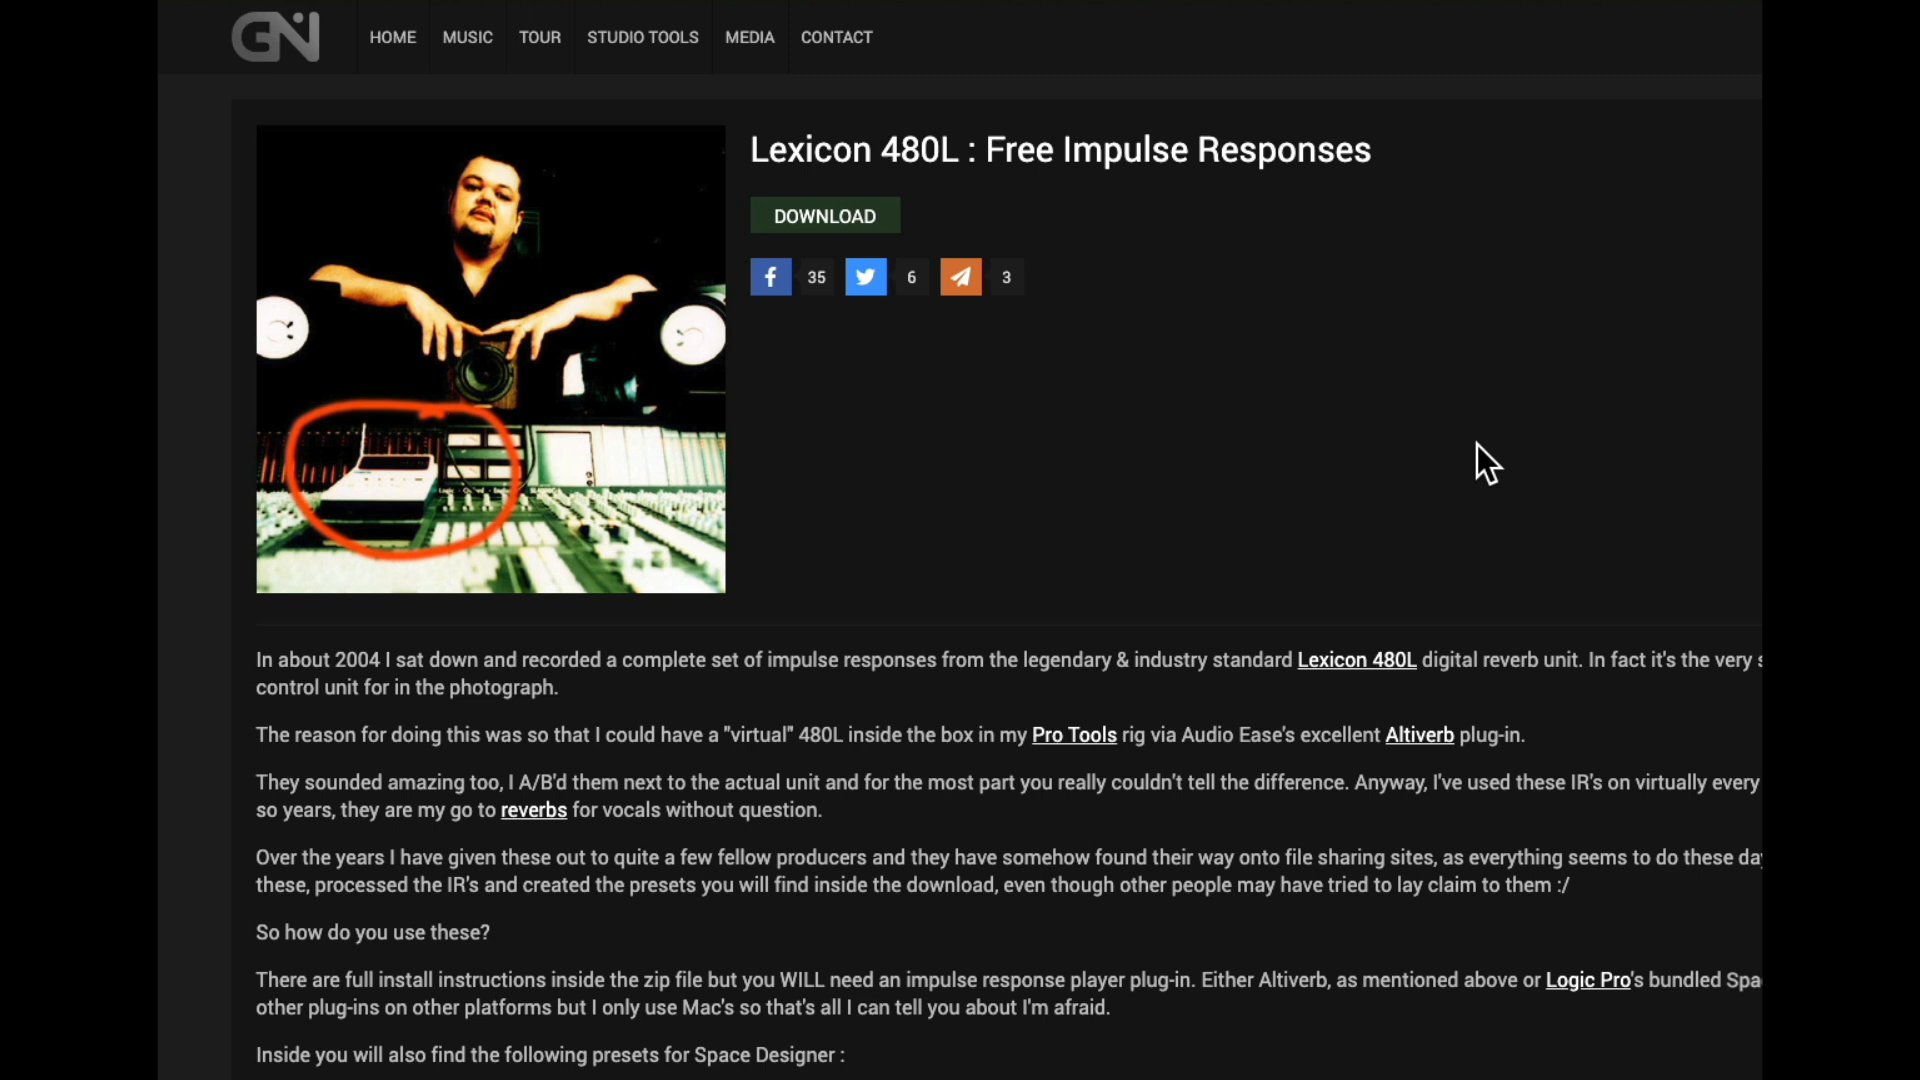 GN
HOME MUSIC TOUR STUDIO TOOLS MEDIA CONTACT
Lexicon 480L : Free Impulse Responses
DOWNLOAD
35 6 3
In about 2004 I sat down and recorded a complete set of impulse responses from the legendary & industry standard Lexicon 480L digital reverb unit. In fact it's the very
control unit for in the photograph.
The reason for doing this was so that I could have a "virtual" 480L inside the box in my Pro Tools rig via Audio Ease's excellent Altiverb plug-in.
They sounded amazing too, I A/B'd them next to the actual unit and for the most part you really couldn't tell the difference. Anyway, I've used these IR's on virtually every
so years, they are my go to reverbs for vocals without question.
Over the years I have given these out to quite a few fellow producers and they have somehow found their way onto file sharing sites, as everything seems to do these
these, processed the IR's and created the presets you will find inside the download, even though other people may have tried to lay claim to them :/
So how do you use these?
There are full install instructions inside the zip file but you WILL need an impulse response player plug-in. Either Altiverb, as mentioned above or Logic Pro's bundled
other plug-ins on other platforms but I only use Mac's so that's all I can tell you about I'm afraid.
Inside you will also find the following presets for Space Designer :